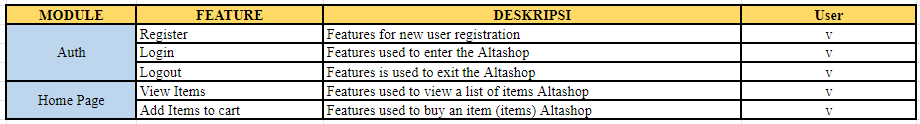 MODULE FEATURE DESKRIPSI User
Auth Register Features for new user registration v
Login Features used to enter the Altashop v
Logout Features is used to exit the Altashop v
Home Page View Items Features used to view a list of items Altashop v
Add Items to cart Features used to buy an item (items) Altashop v